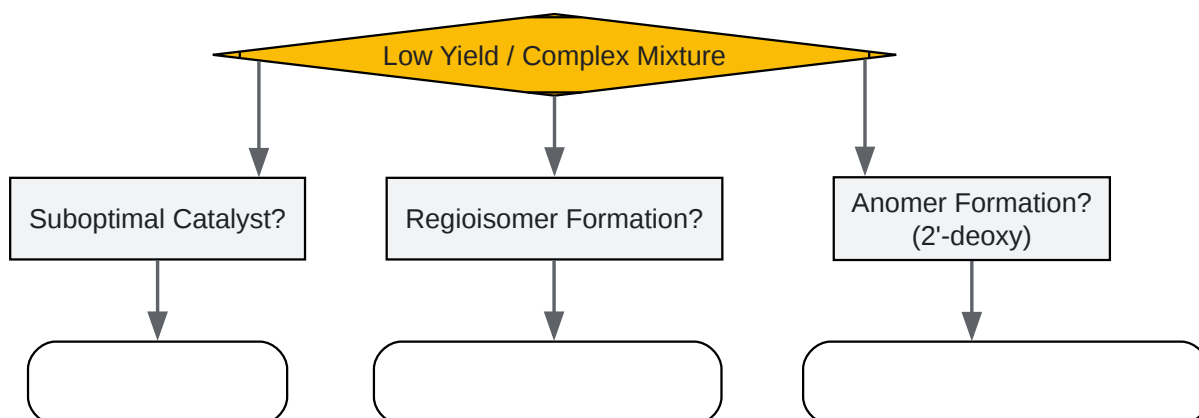 Low Yield / Complex Mixture
Suboptimal Catalyst?
Regioisomer Formation?
Anomer Formation?
(2'-deoxy)